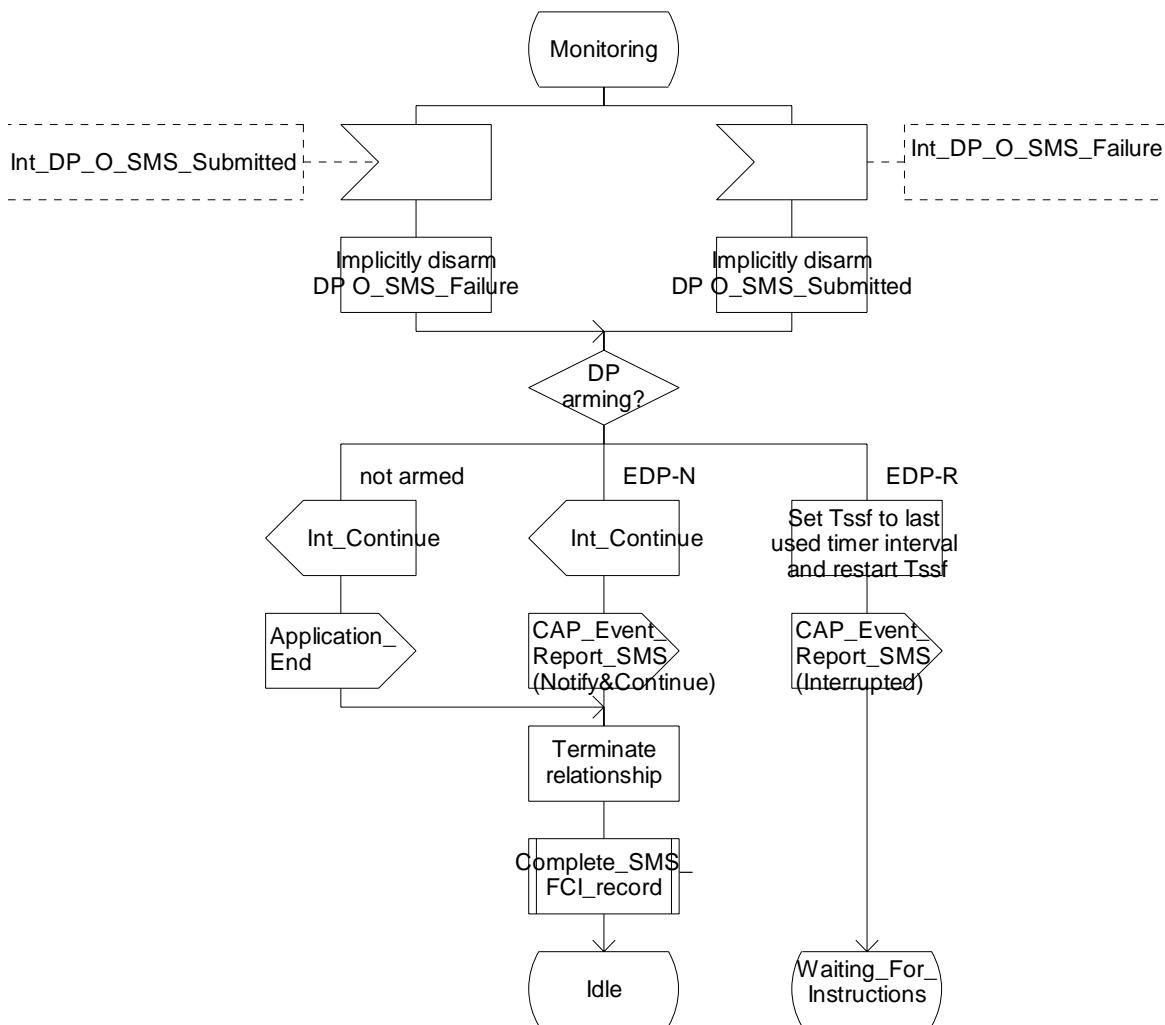 Monitoring
Int_DP_O_SMS_Submitted
Int_DP_O_SMS_Failure
Implicitly disarm
DP O_SMS_Failure
Implicitly disarm
DP O_SMS_Submitted
DP
arming?
not armed
EDP-N
EDP-R
Int_Continue
Int_Continue
Set Tssf to last
used timer interval
and restart Tssf
Application_
End
CAP_Event_
Report_SMS
(Notify&Continue)
CAP_Event_
Report_SMS
(Interrupted)
Terminate
relationship
Complete_SMS_
FCI_record
Idle
Waiting_For_
Instructions